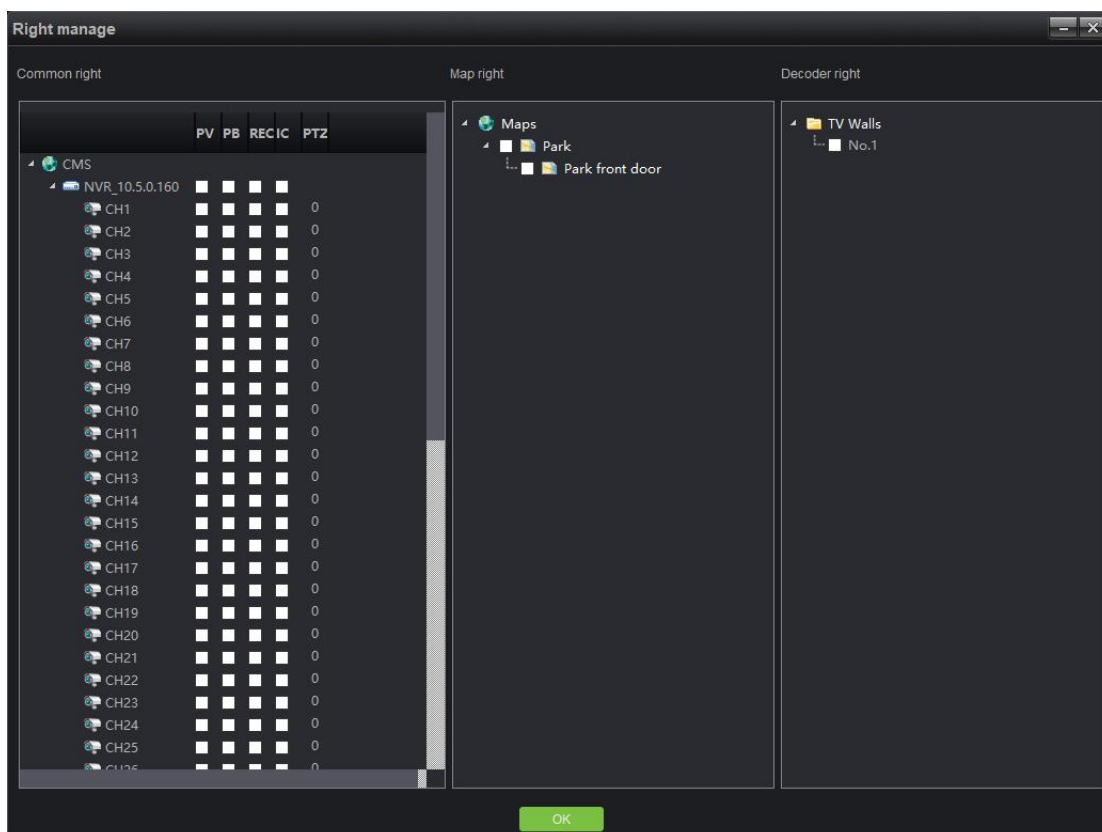 Right manage
Common right
Map right
Decoder right
PV PB REC IC PTZ
CMS
NVR_10.5.0.160
CH1 0
CH2 0
CH3 0
CH4 0
CH5 0
CH6 0
CH7 0
CH8 0
CH9 0
CH10 0
CH11 0
CH12 0
CH13 0
CH14 0
CH15 0
CH16 0
CH17 0
CH18 0
CH19 0
CH20 0
CH21 0
CH22 0
CH23 0
CH24 0
CH25 0
CH26 0
Maps
Park
Park front door
TV Walls
No.1
OK